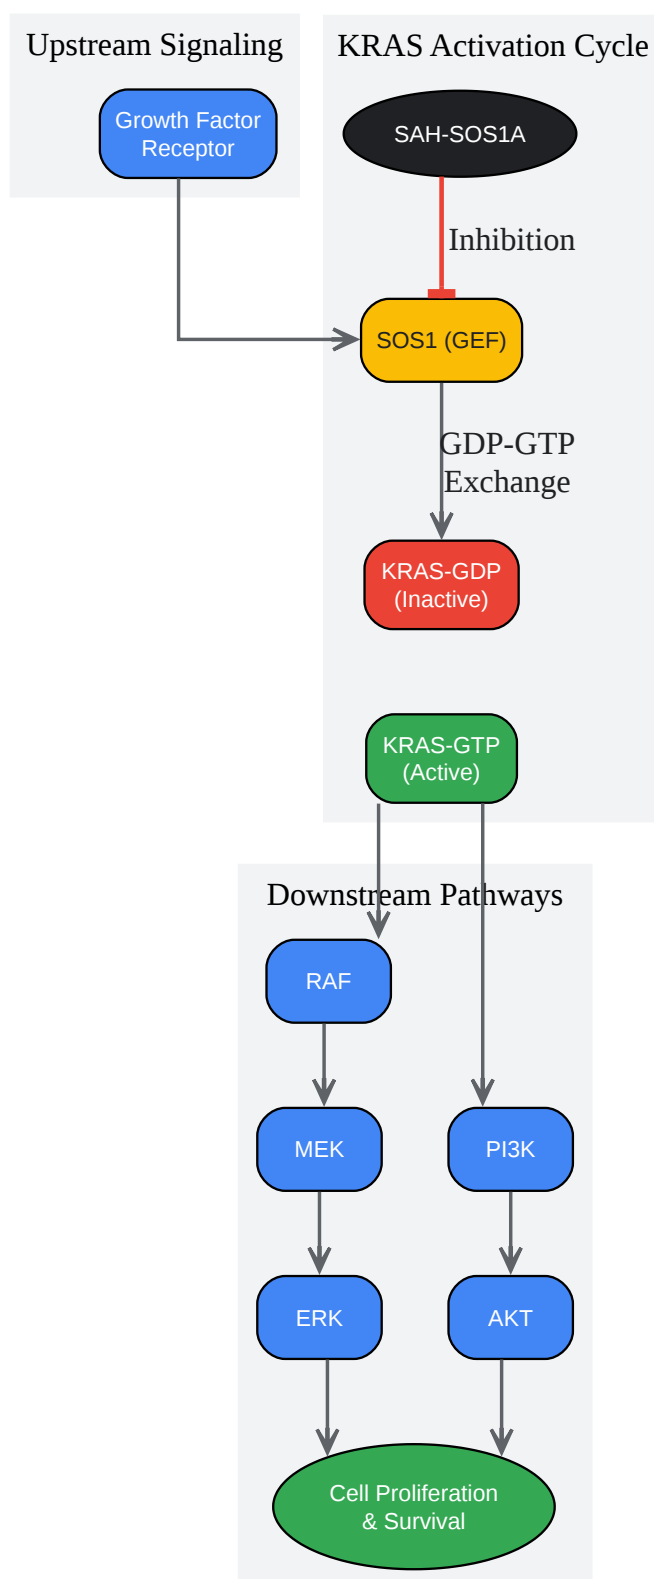 Upstream Signaling
Growth Factor
Receptor
KRAS Activation Cycle
SAH-SOS1A
Inhibition
SOS1 (GEF)
GDP-GTP
Exchange
KRAS-GDP
(Inactive)
KRAS-GTP
(Active)
Downstream Pathways
RAF
MEK
PI3K
ERK
AKT
Cell Proliferation
& Survival